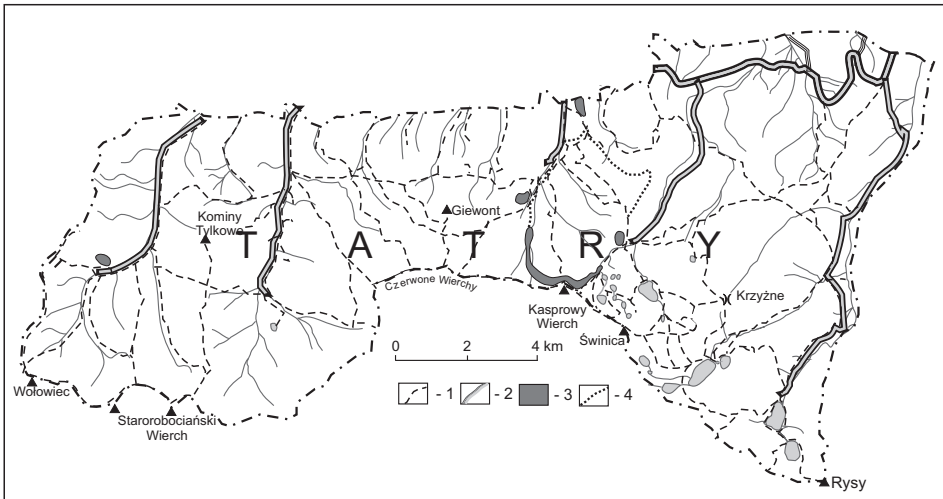 Kominy
Tylkowe
Giewont
T A T R Y
Czerwone Wierchy
Krzyżne
Kasprowy
Wierch
Świnica
0 2 4 km
Wołowiec
- 1 - 2 - 3 - 4
Starorobociański
Wierch
Rysy